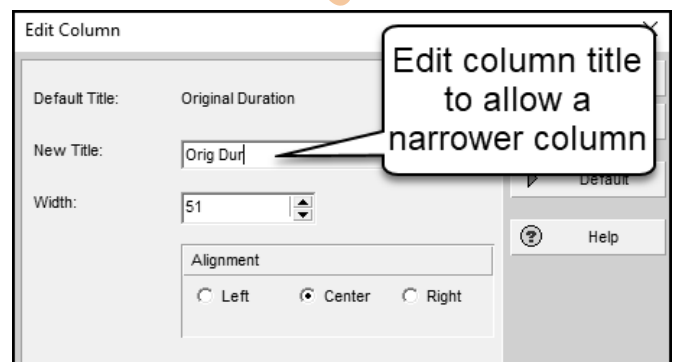 Edit Column
Edit column title
to allow a
narrower column
Default Title: Original Duration
New Title: Orig Dur
Default
Width: 51
Help
Alignment
Left Center Right